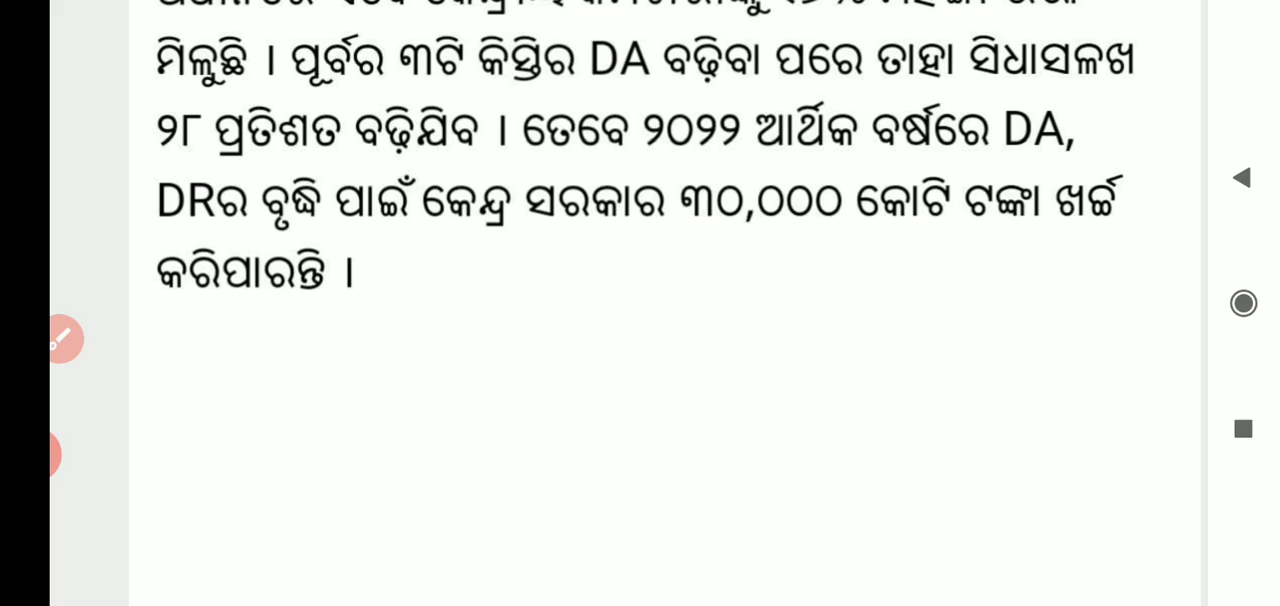 ମିଳୁଛି । ପୂର୍ବର ୩ଟି କିସ୍ତିର DA ବଢ଼ିବା ପରେ ତାହା ସିଧାସଳଖ
୨୮ ପ୍ରତିଶତ ବଢ଼ିଯିବ । ତେବେ ୨୦୨୨ ଆର୍ଥିକ ବର୍ଷରେ DA,
DRର ବୃଦ୍ଧି ପାଇଁ କେନ୍ଦ୍ର ସରକାର ୩୦,୦୦୦ କୋଟି ଟଙ୍କା ଖର୍ଚ୍ଚ
କରିପାରନ୍ତି ।